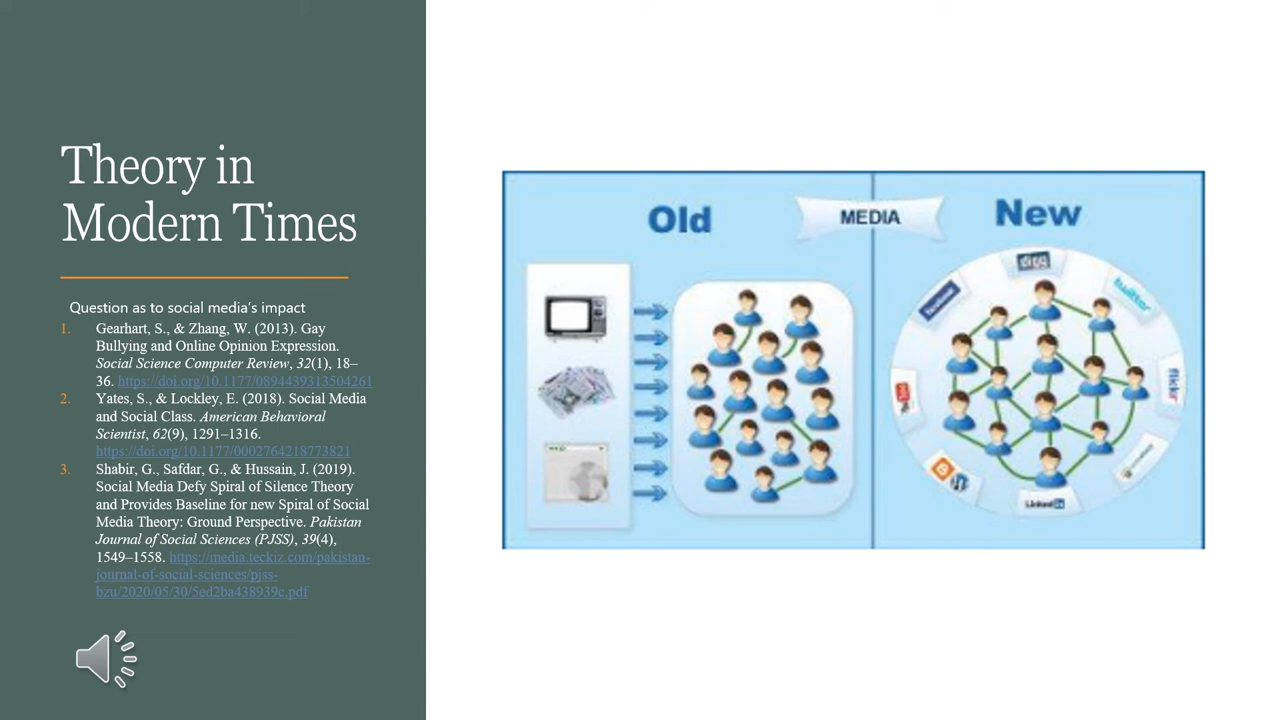 Theory in
Modern Times
Question as to social media's impact
1. Gearhart, S., & Zhang, W. (2013). Gay
Bullying and Online Opinion Expression.
Social Science Computer Review, 32(1), 18–
36. https://doi.org/10.1177/0894439313504261
2. Yates, S., & Lockley, E. (2018). Social Media
and Social Class. American Behavioral
Scientist, 62(9), 1291–1316.
https://doi.org/10.1177/0002764218773821
3. Shabir, G., Safdar, G., & Hussain, J. (2019).
Social Media Defy Spiral of Silence Theory
and Provides Baseline for new Spiral of Social
Media Theory: Ground Perspective. Pakistan
Journal of Social Sciences (PJSS), 39(4),
1549–1558. https://media.teckiz.com/pakistan-
journal-of-social-sciences/pjss-
bzu/2020/05/30/5ed2ba438939c.pdf
Old
MEDIA
New
digg
facebook
twitter
flickr
LinkedIn